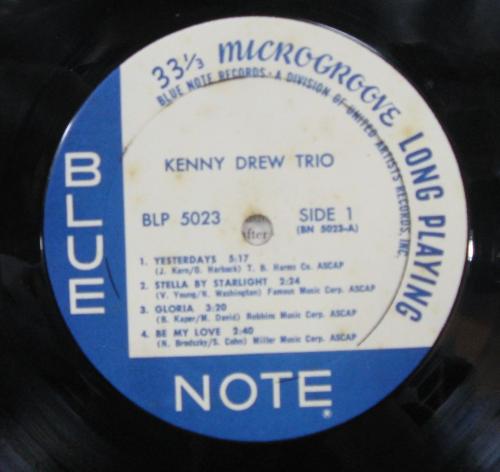 33⅓ MICROGROOVE LONG PLAYING
BLUE NOTE RECORDS · A DIVISION OF UNITED ARTISTS RECORDS, INC.
KENNY DREW TRIO
BLP 5023 SIDE 1
(BN 5023-A)
1. YESTERDAYS 5:17
(J. Kern/O. Harback) T. B. Harms Co. ASCAP
2. STELLA BY STARLIGHT 2:24
(V. Young/N. Washington) Famous Music Corp. ASCAP
3. GLORIA 3:20
(B. Kaper/M. David) Robbins Music Corp. ASCAP
4. BE MY LOVE 2:40
(N. Brodszky/S. Cahn) Miller Music Corp. ASCAP
BLUE
NOTE®